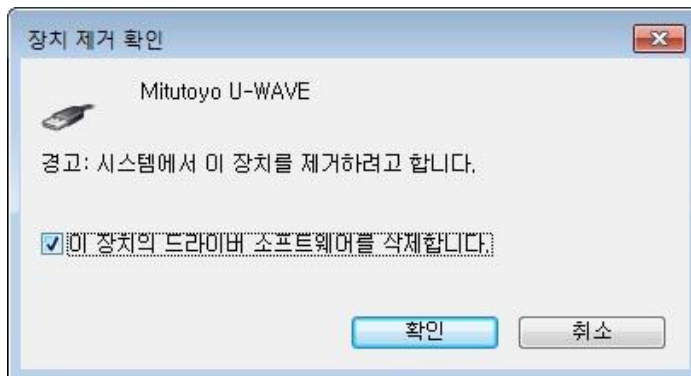 장치 제거 확인
Mitutoyo U-WAVE
경고: 시스템에서 이 장치를 제거하려고 합니다.
이 장치의 드라이버 소프트웨어를 삭제합니다.
확인
취소